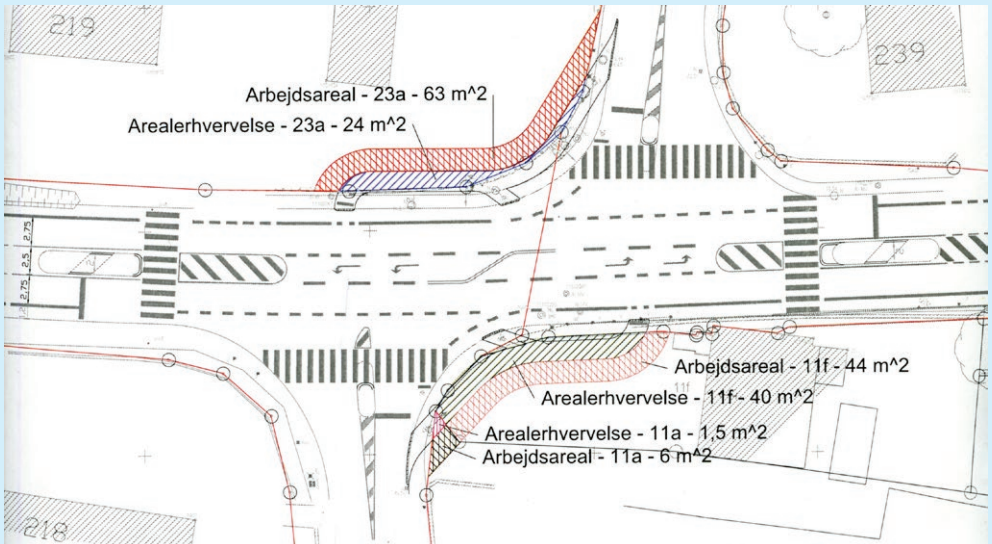 219
239
Arbejdsareal - 23a - 63 m^2
Arealerhvervelse - 23a - 24 m^2
2,75
2,5
2,75
Arbejdsareal - 11f - 44 m^2
11f
Arealerhvervelse - 11f - 40 m^2
Arealerhvervelse - 11a - 1,5 m^2
Arbejdsareal - 11a - 6 m^2
218